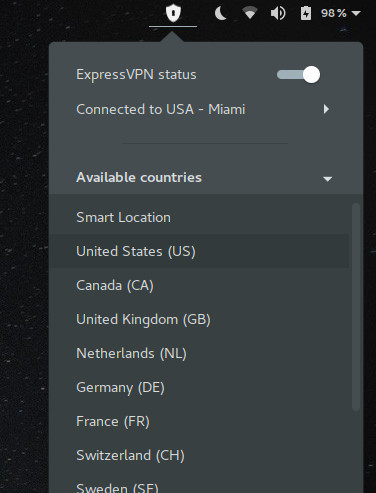 98%
ExpressVPN status
Connected to USA - Miami
Available countries
Smart Location
United States (US)
Canada (CA)
United Kingdom (GB)
Netherlands (NL)
Germany (DE)
France (FR)
Switzerland (CH)
Sweden (SE)